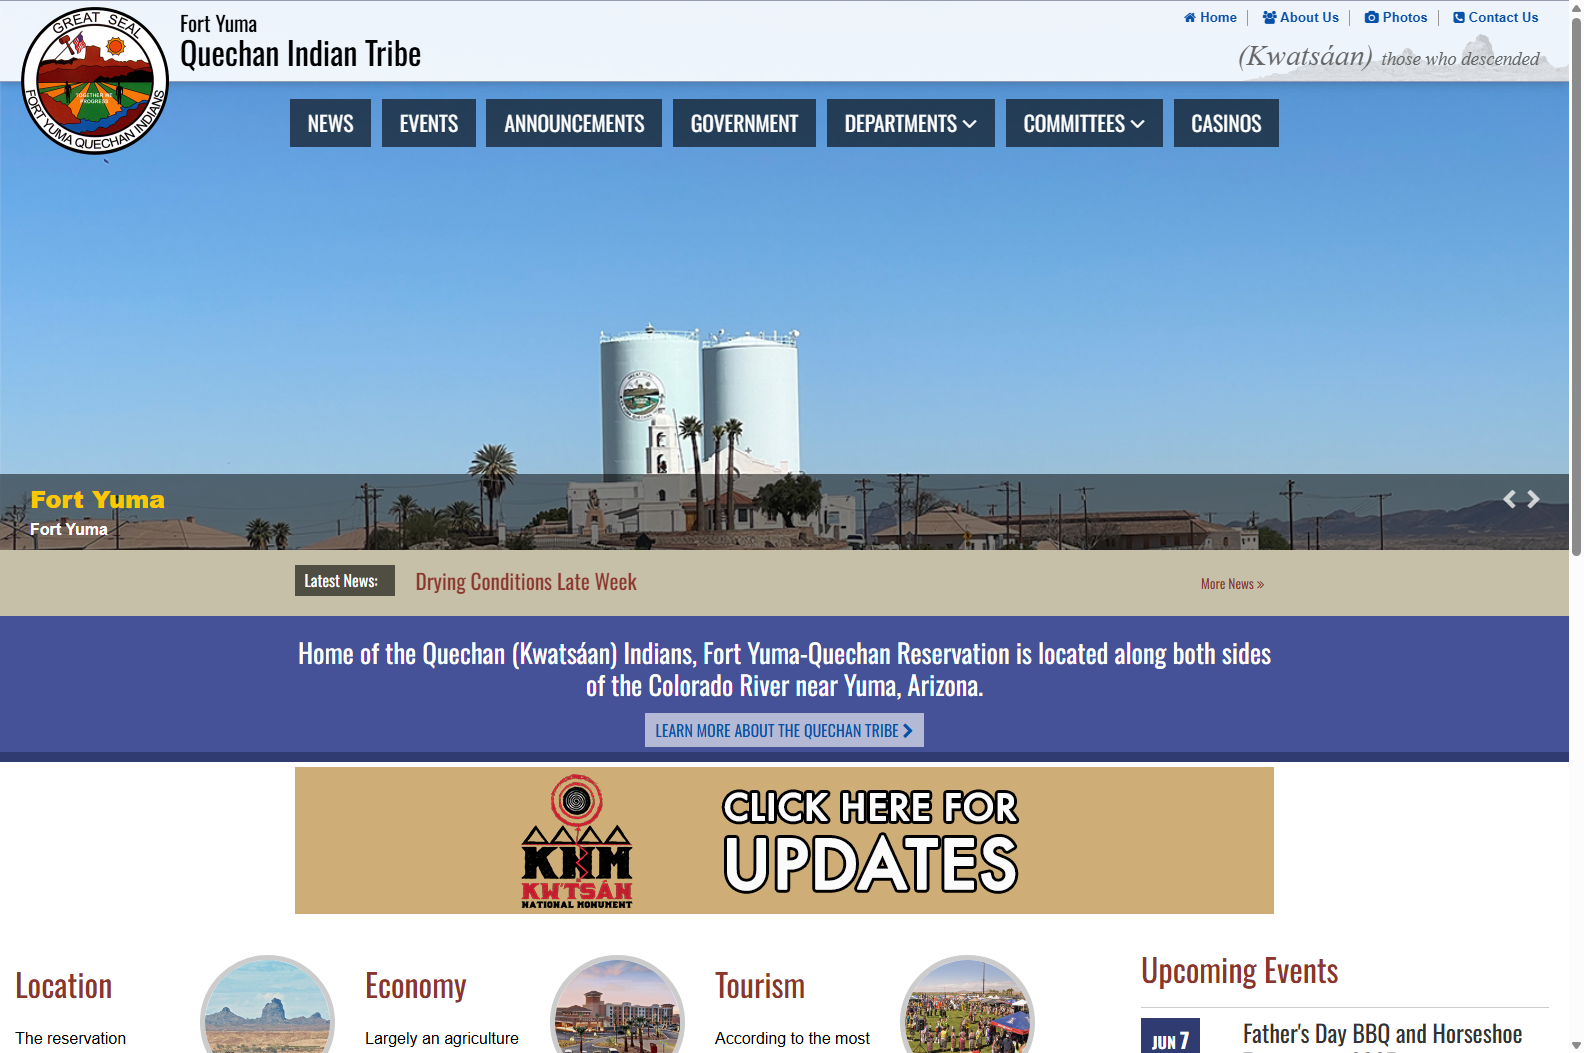 GREAT SEAL
FORT YUMA QUECHAN INDIANS
TOGETHER WE
PROGRESS
Fort Yuma
Quechan Indian Tribe
Home
About Us
Photos
Contact Us
(Kwatsáan) those who descended
NEWS
EVENTS
ANNOUNCEMENTS
GOVERNMENT
DEPARTMENTS
COMMITTEES
CASINOS
GREAT SEAL
Fort Yuma
Fort Yuma
Latest News:
Drying Conditions Late Week
More News »
Home of the Quechan (Kwatsáan) Indians, Fort Yuma-Quechan Reservation is located along both sides
of the Colorado River near Yuma, Arizona.
LEARN MORE ABOUT THE QUECHAN TRIBE
KNM
KW'TSÁN
NATIONAL MONUMENT
CLICK HERE FOR
UPDATES
Location
The reservation
Economy
Largely an agriculture
Tourism
According to the most
Upcoming Events
JUN 7
Father's Day BBQ and Horseshoe